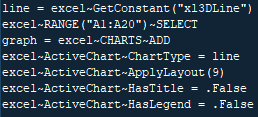 line = excel~GetConstant("xl3DLine")
excel~RANGE("A1:A20")~SELECT
graph = excel~CHARTS~ADD
excel~ActiveChart~ChartType = line
excel~ActiveChart~ApplyLayout(9)
excel~ActiveChart~HasTitle = .False
excel~ActiveChart~HasLegend = .False